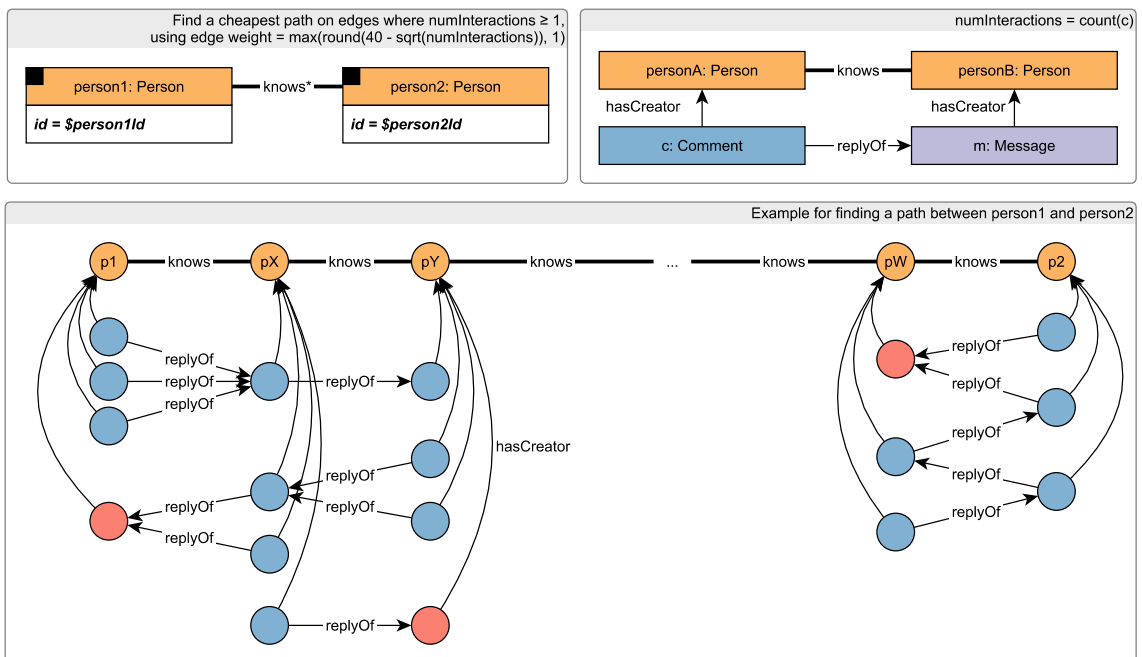 Find a cheapest path on edges where numInteractions ≥ 1,
using edge weight = max(round(40 - sqrt(numInteractions)), 1)
person1: Person
knows*
person2: Person
id = $person1Id
id = $person2Id
numInteractions = count(c)
personA: Person
knows
personB: Person
hasCreator
hasCreator
c: Comment
replyOf
m: Message
Example for finding a path between person1 and person2
p1
knows
pX
knows
pY
knows
...
knows
pW
knows
p2
replyOf
replyOf
replyOf
replyOf
replyOf
replyOf
hasCreator
replyOf
replyOf
replyOf
replyOf
replyOf
replyOf
replyOf
replyOf
replyOf